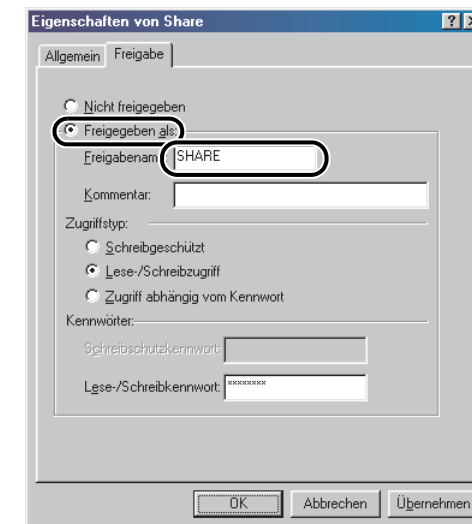 Eigenschaften von Share
Allgemein Freigabe
Nicht freigegeben
Freigegeben als:
Freigabename: SHARE
Kommentar:
Zugriffstyp:
Schreibgeschützt
Lese-/Schreibzugriff
Zugriff abhängig vom Kennwort
Kennwörter:
Schreibschutzkennwort:
Lese-/Schreibkennwort: ********
OK Abbrechen Übernehmen